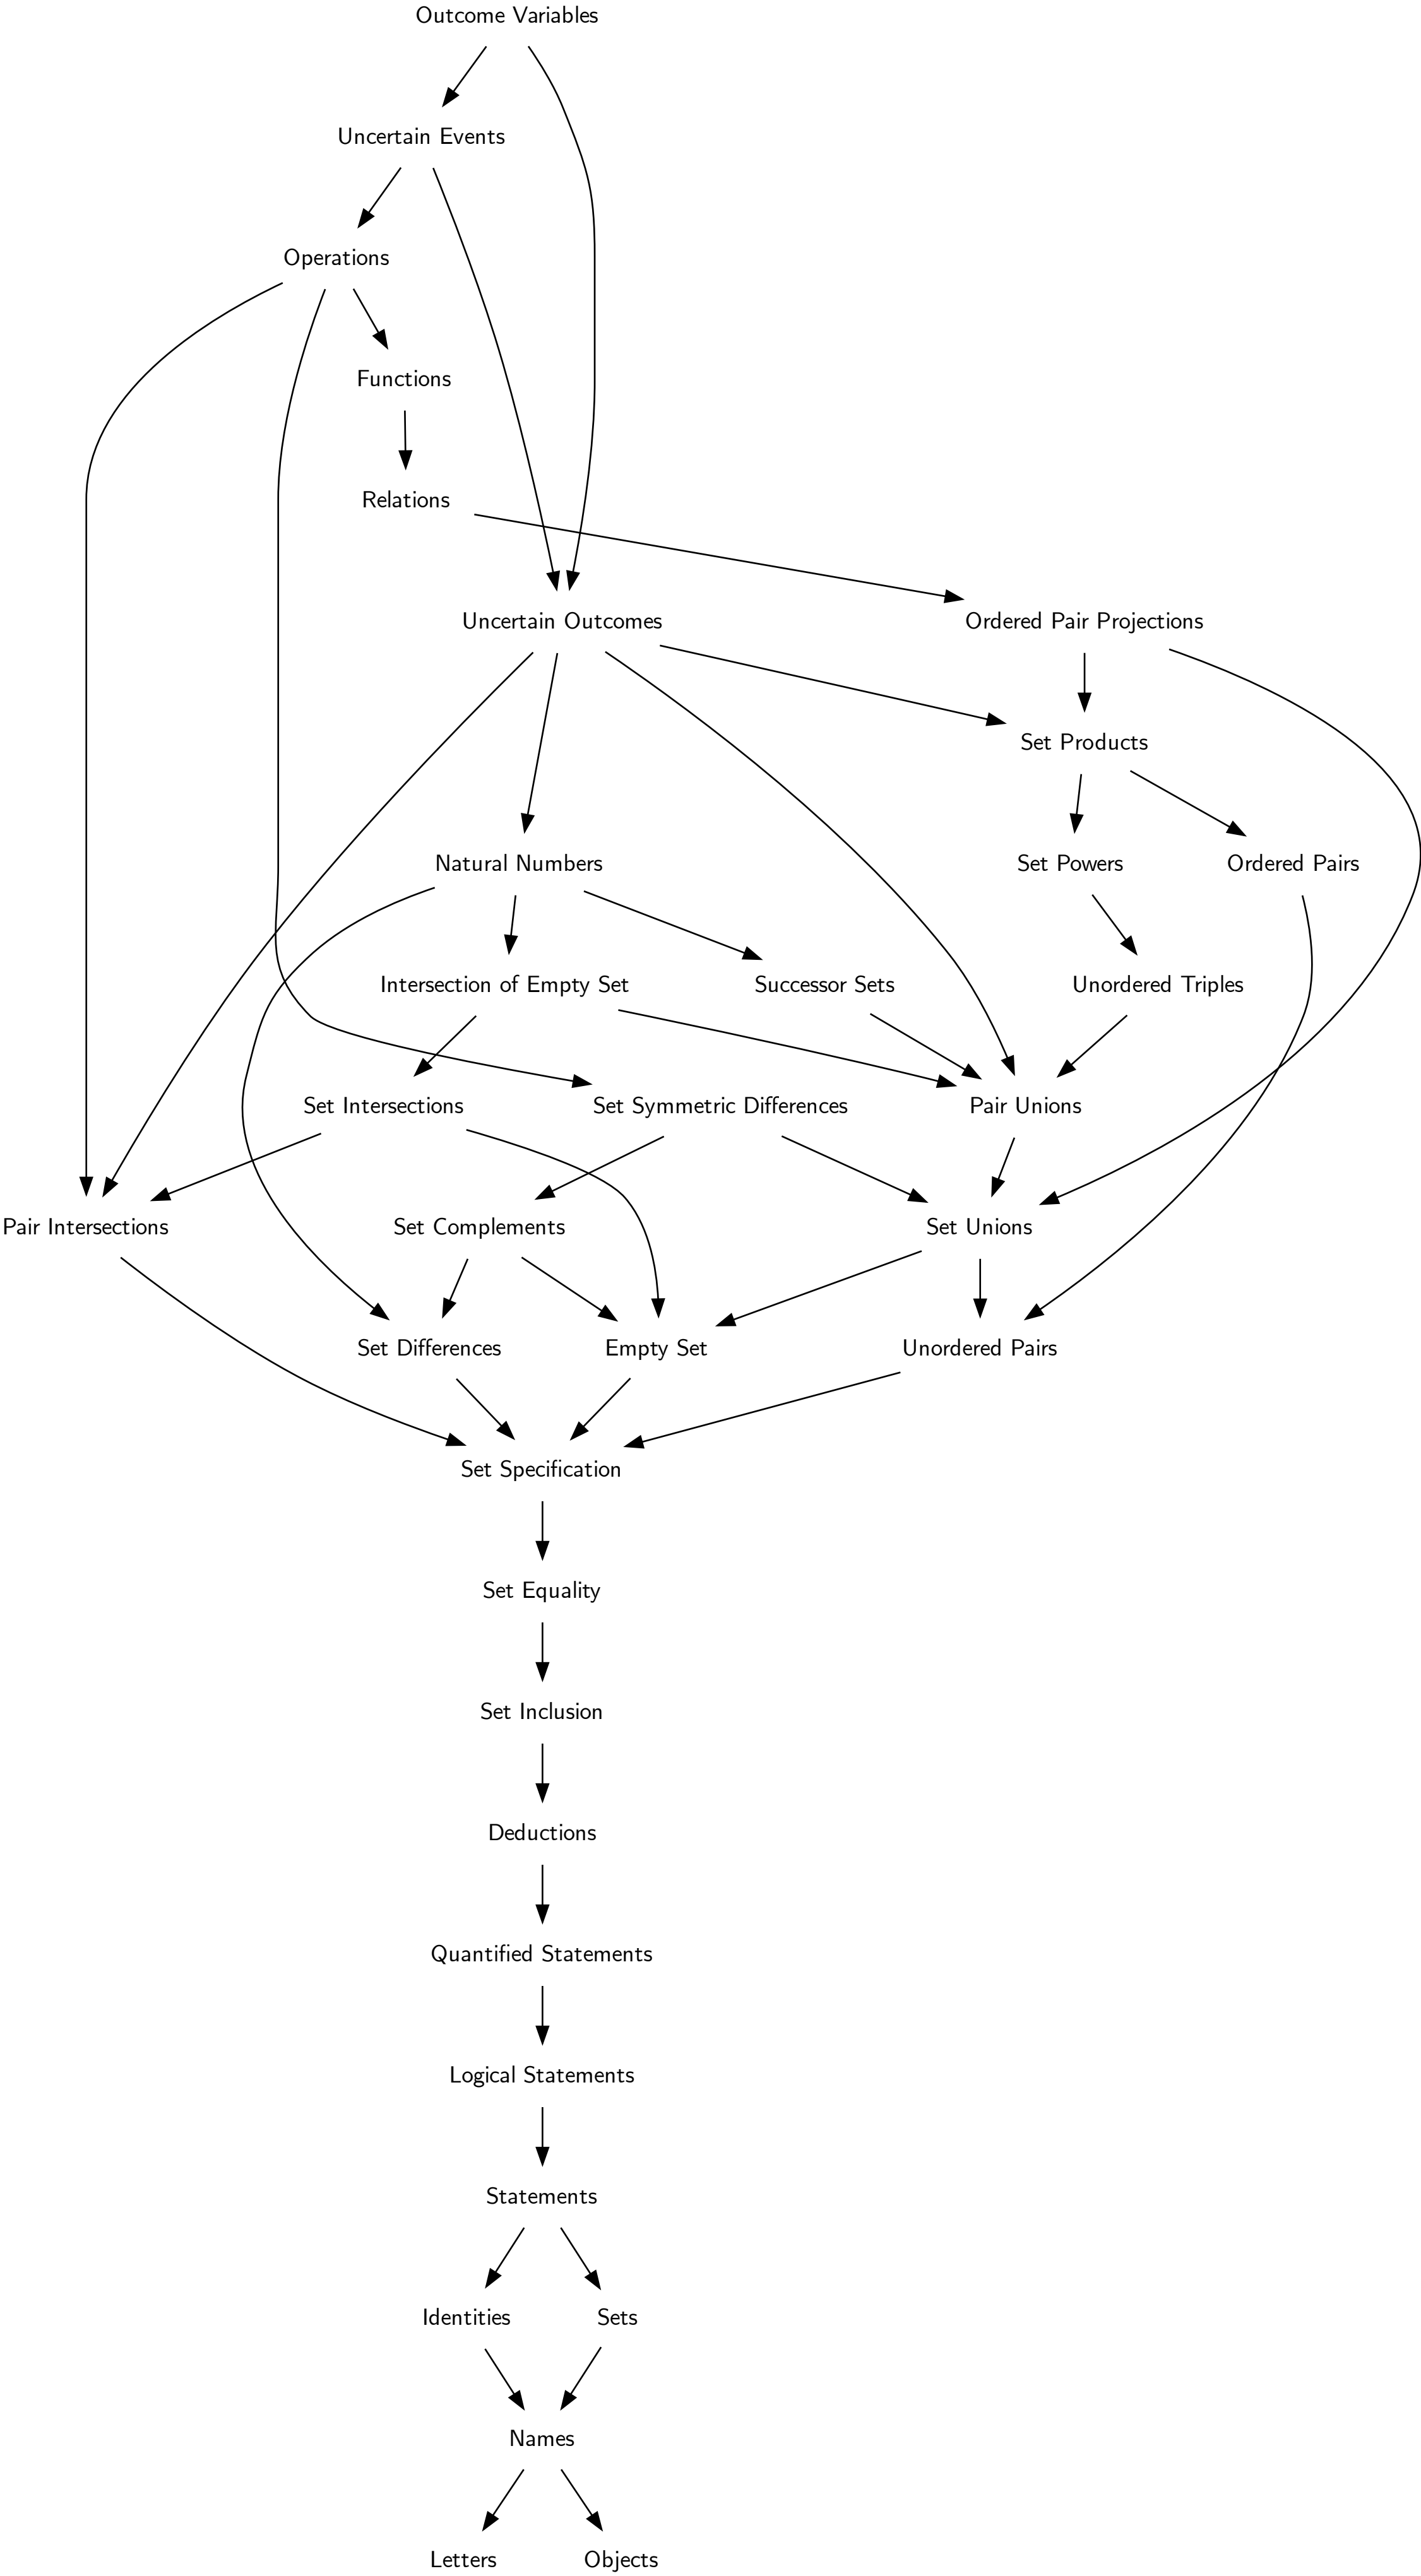 Outcome Variables
Uncertain Events
Operations
Functions
Relations
Uncertain Outcomes
Ordered Pair Projections
Set Products
Natural Numbers
Set Powers
Ordered Pairs
Intersection of Empty Set
Successor Sets
Unordered Triples
Set Intersections
Set Symmetric Differences
Pair Unions
Pair Intersections
Set Complements
Set Unions
Set Differences
Empty Set
Unordered Pairs
Set Specification
Set Equality
Set Inclusion
Deductions
Quantified Statements
Logical Statements
Statements
Identities
Sets
Names
Letters
Objects